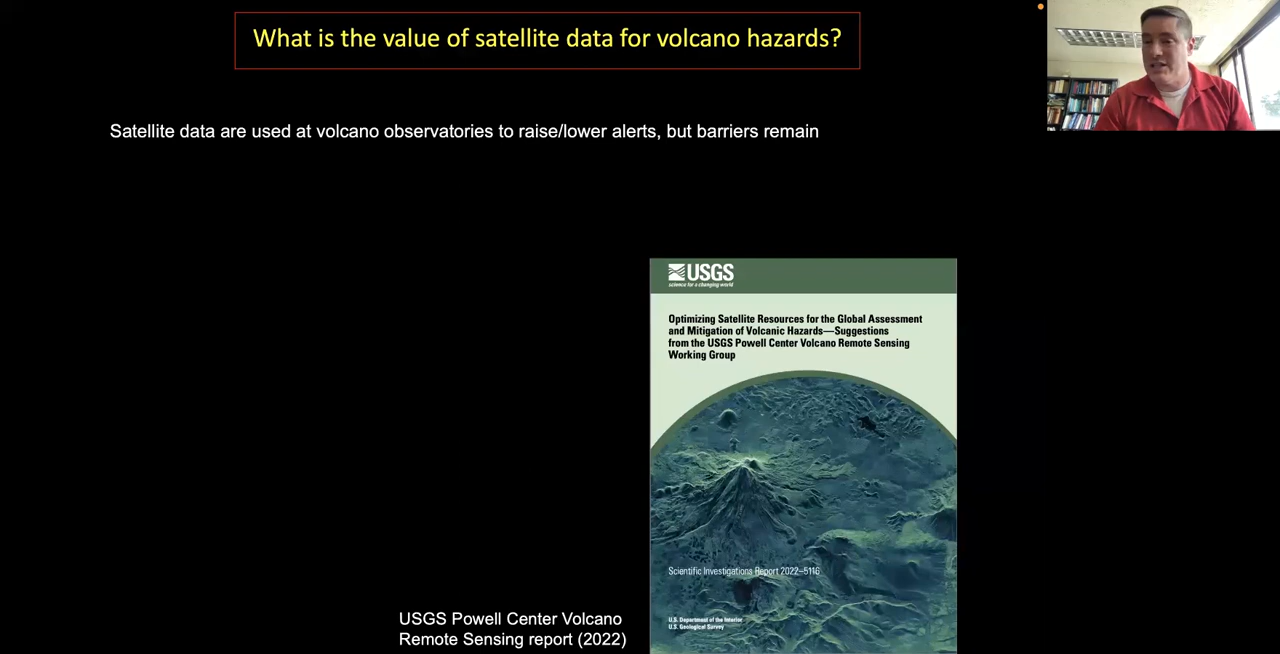 What is the value of satellite data for volcano hazards?
Satellite data are used at volcano observatories to raise/lower alerts, but barriers remain
USGS
science for a changing world
Optimizing Satellite Resources for the Global Assessment
and Mitigation of Volcanic Hazards—Suggestions
from the USGS Powell Center Volcano Remote Sensing
Working Group
Scientific Investigations Report 2022–5116
U.S. Department of the Interior
U.S. Geological Survey
USGS Powell Center Volcano
Remote Sensing report (2022)